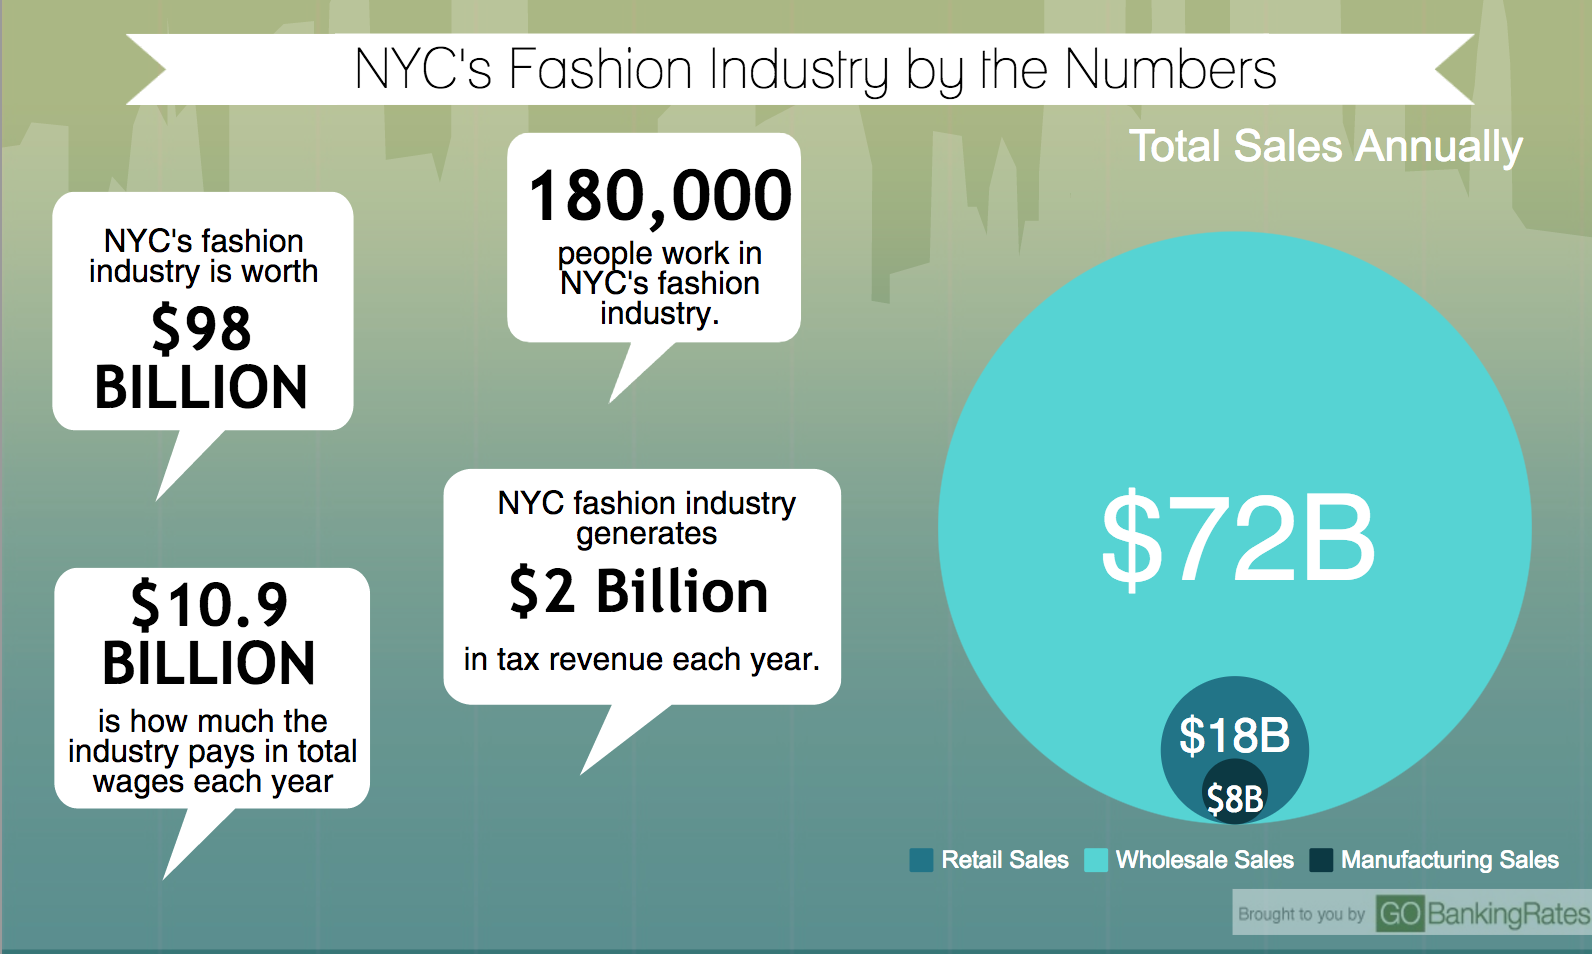 NYC's Fashion Industry by the Numbers
NYC's fashion
industry is worth
$98
BILLION
180,000
people work in
NYC's fashion
industry.
$10.9
BILLION
is how much the
industry pays in total
wages each year
NYC fashion industry
generates
$2 Billion
in tax revenue each year.
Total Sales Annually
$72B
$18B
$8B
Retail Sales Wholesale Sales Manufacturing Sales
Brought to you by GOBankingRates